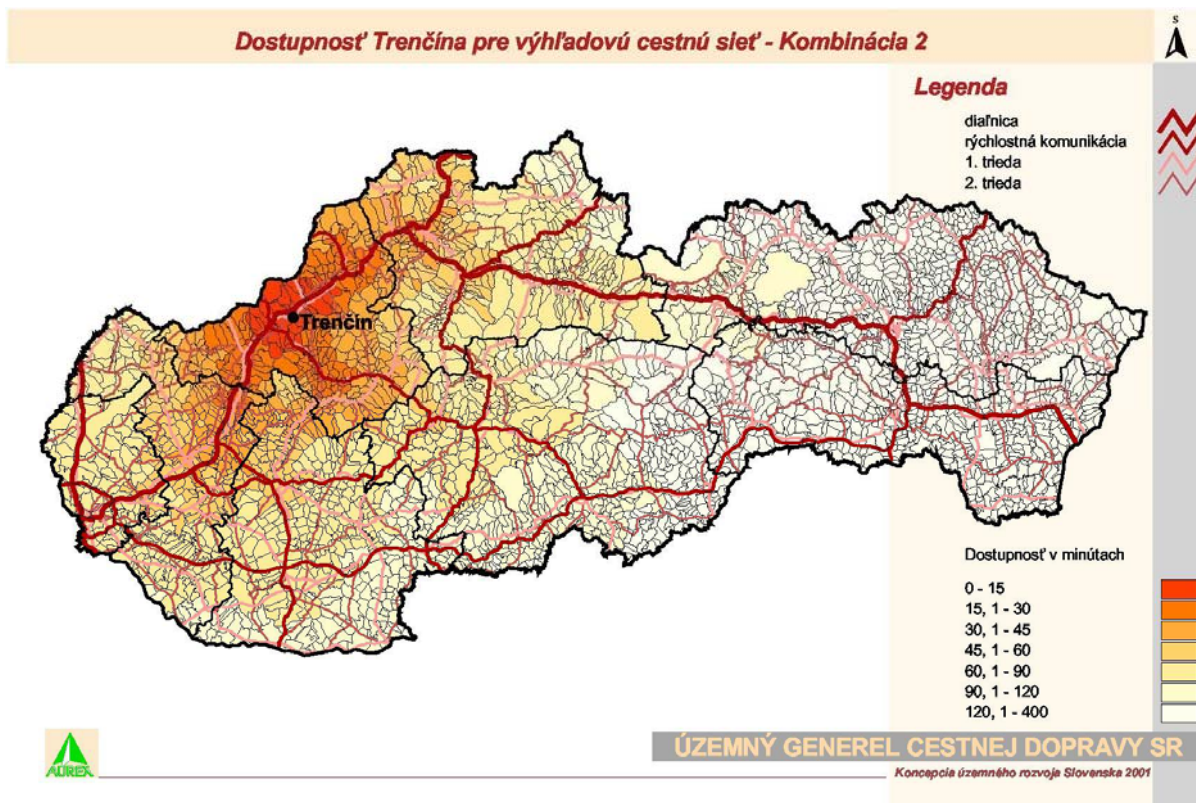 Dostupnosť Trenčína pre výhľadovú cestnú sieť - Kombinácia 2
S
Legenda
diaľnica
rýchlostná komunikácia
1. trieda
2. trieda
Trenčín
Dostupnosť v minútach
0 - 15
15, 1 - 30
30, 1 - 45
45, 1 - 60
60, 1 - 90
90, 1 - 120
120, 1 - 400
ÚZEMNÝ GENEREL CESTNEJ DOPRAVY SR
AUREX
Koncepcia územného rozvoja Slovenska 2001